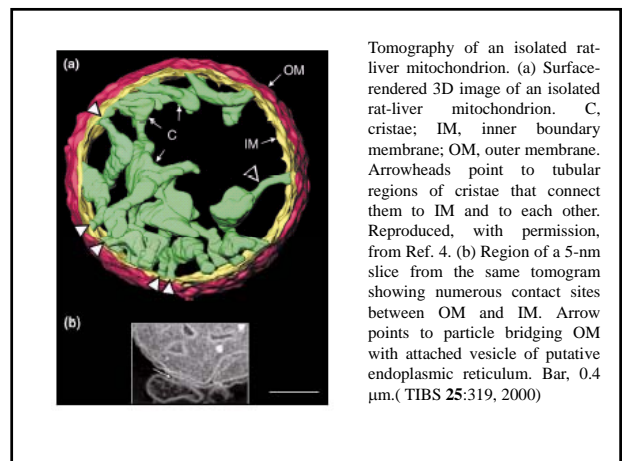 (a)
OM
C
IM
(b)
Tomography of an isolated rat-
liver mitochondrion. (a) Surface-
rendered 3D image of an isolated
rat-liver mitochondrion. C,
cristae; IM, inner boundary
membrane; OM, outer membrane.
Arrowheads point to tubular
regions of cristae that connect
them to IM and to each other.
Reproduced, with permission,
from Ref. 4. (b) Region of a 5-nm
slice from the same tomogram
showing numerous contact sites
between OM and IM. Arrow
points to particle bridging OM
with attached vesicle of putative
endoplasmic reticulum. Bar, 0.4
μm.( TIBS 25:319, 2000)